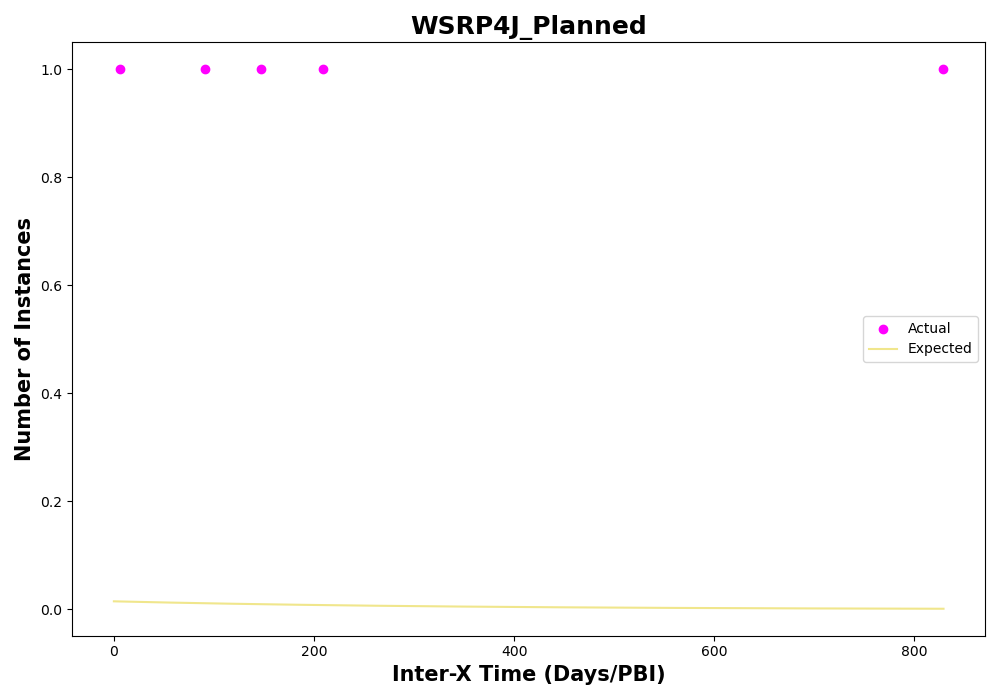 WSRP4J_Planned
Number of Instances
1.0
0.8
0.6
0.4
0.2
0.0
Actual
Expected
0
200
400
600
800
Inter-X Time (Days/PBI)